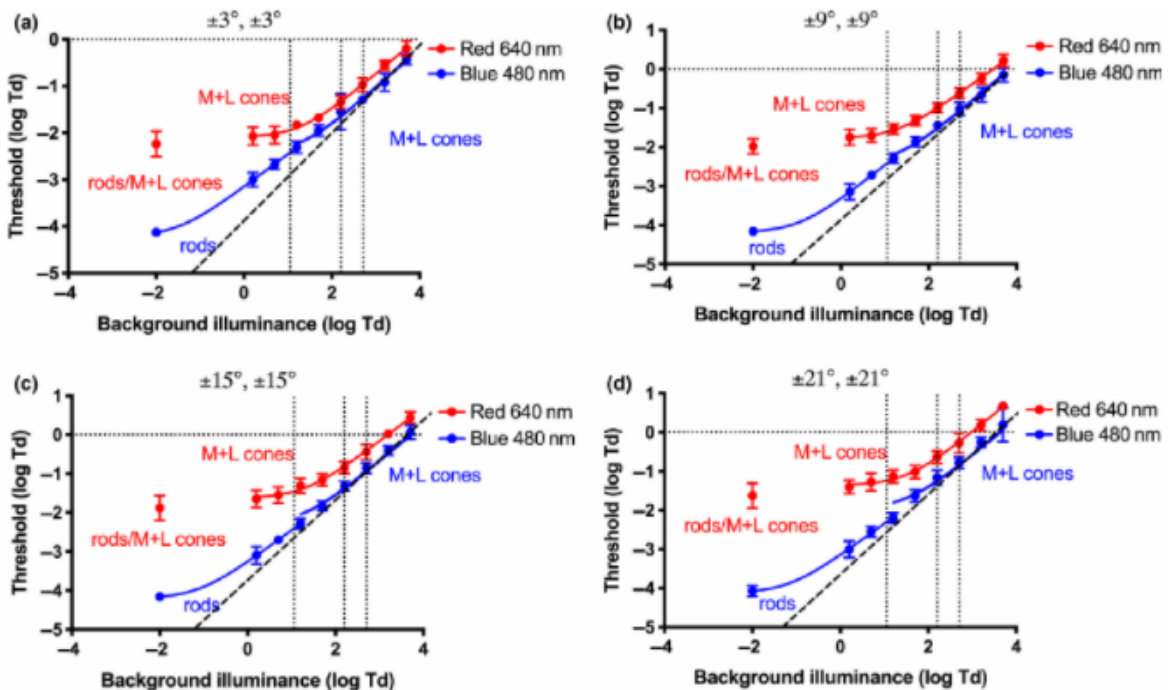 (a)
±3°, ±3°
0
−1
−2
−3
−4
−5
Threshold (log Td)
M+L cones
rods/M+L cones
rods
M+L cones
Red 640 nm
Blue 480 nm
−4
−2
0
2
4
Background illuminance (log Td)
(b)
±9°, ±9°
1
0
−1
−2
−3
−4
−5
Threshold (log Td)
M+L cones
rods/M+L cones
rods
M+L cones
Red 640 nm
Blue 480 nm
−4
−2
0
2
4
Background illuminance (log Td)
(c)
±15°, ±15°
1
0
−1
−2
−3
−4
−5
Threshold (log Td)
M+L cones
rods/M+L cones
rods
M+L cones
Red 640 nm
Blue 480 nm
−4
−2
0
2
4
Background illuminance (log Td)
(d)
±21°, ±21°
1
0
−1
−2
−3
−4
−5
Threshold (log Td)
M+L cones
rods/M+L cones
rods
M+L cones
Red 640 nm
Blue 480 nm
−4
−2
0
2
4
Background illuminance (log Td)